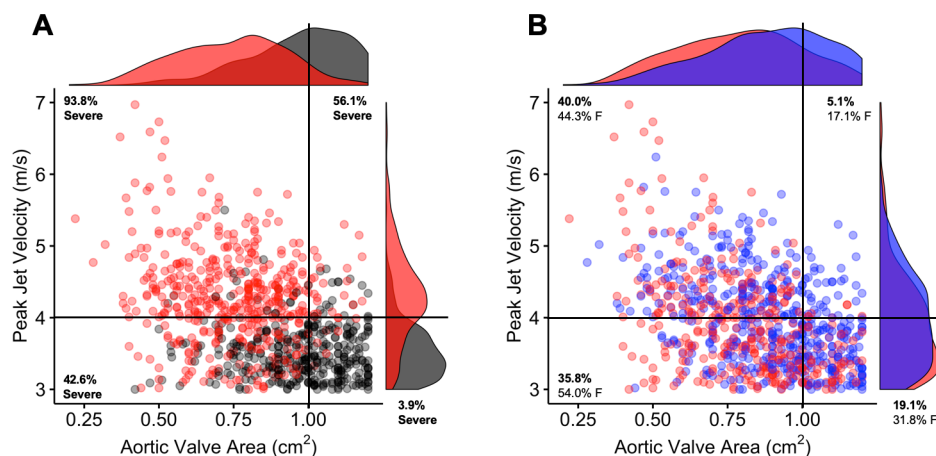 A
93.8%
Severe
56.1%
Severe
7
6
5
4
3
Peak Jet Velocity (m/s)
42.6%
Severe
3.9%
Severe
0.25 0.50 0.75 1.00
Aortic Valve Area (cm²)
B
40.0%
44.3% F
5.1%
17.1% F
7
6
5
4
3
Peak Jet Velocity (m/s)
35.8%
54.0% F
19.1%
31.8% F
0.25 0.50 0.75 1.00
Aortic Valve Area (cm²)